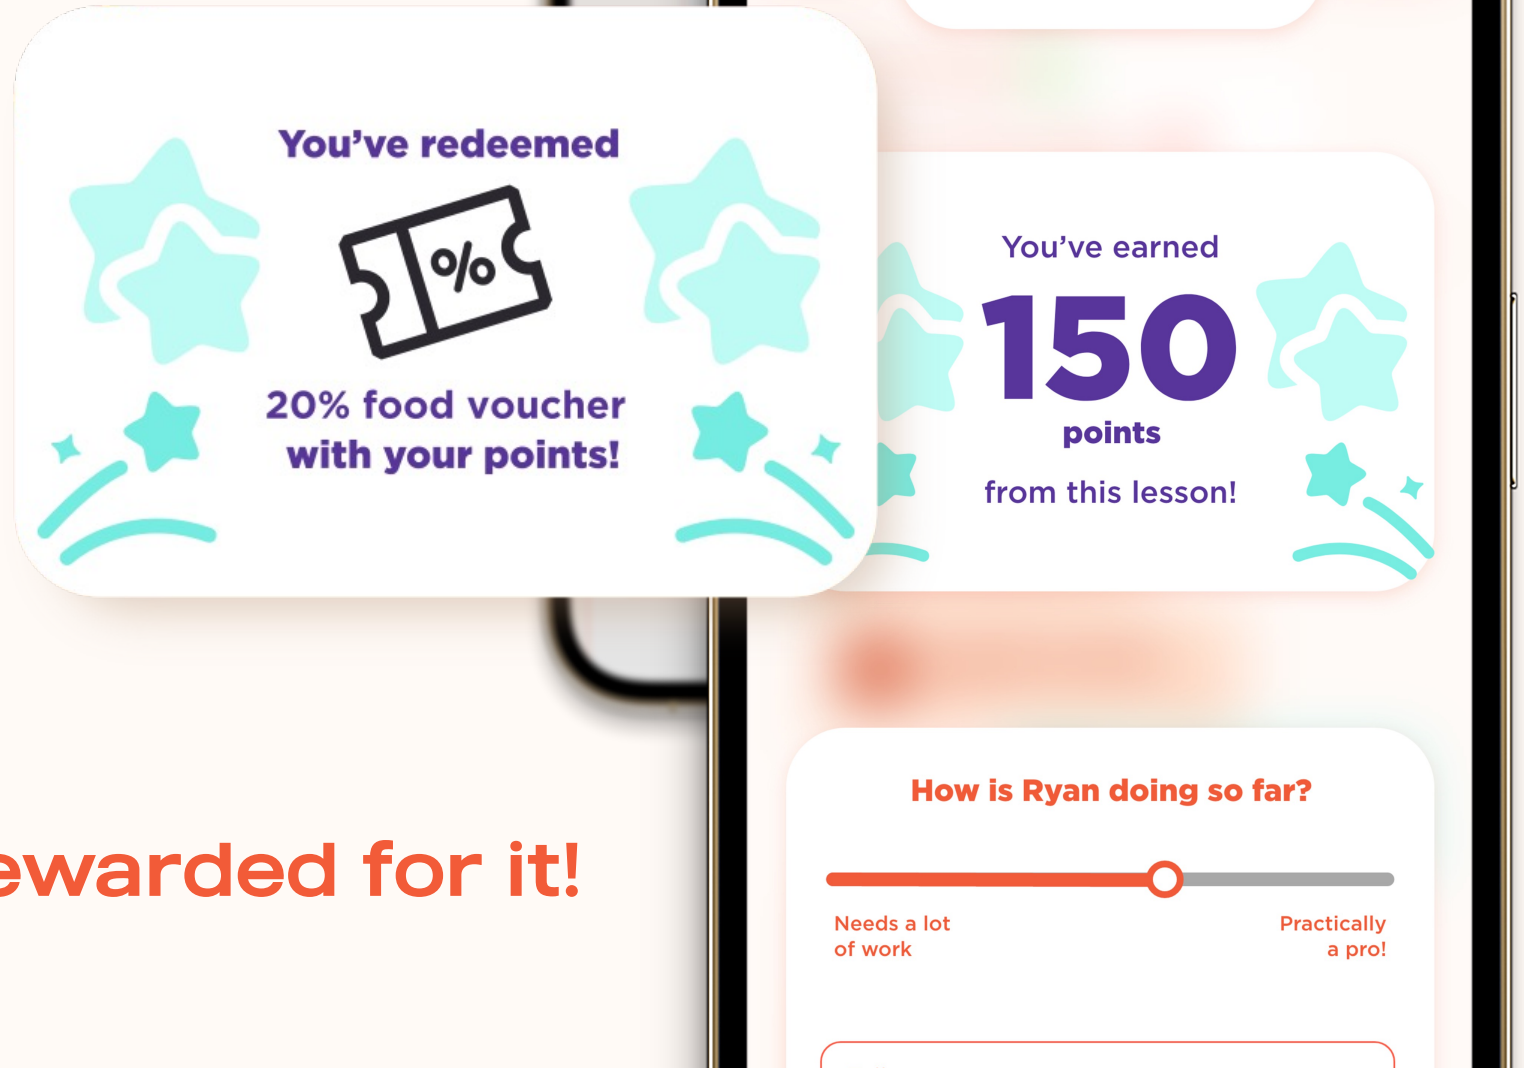 You've redeemed
%
20% food voucher
with your points!
You've earned
150
points
from this lesson!
How is Ryan doing so far?
Needs a lot
of work
Practically
a pro!
ewarded for it!